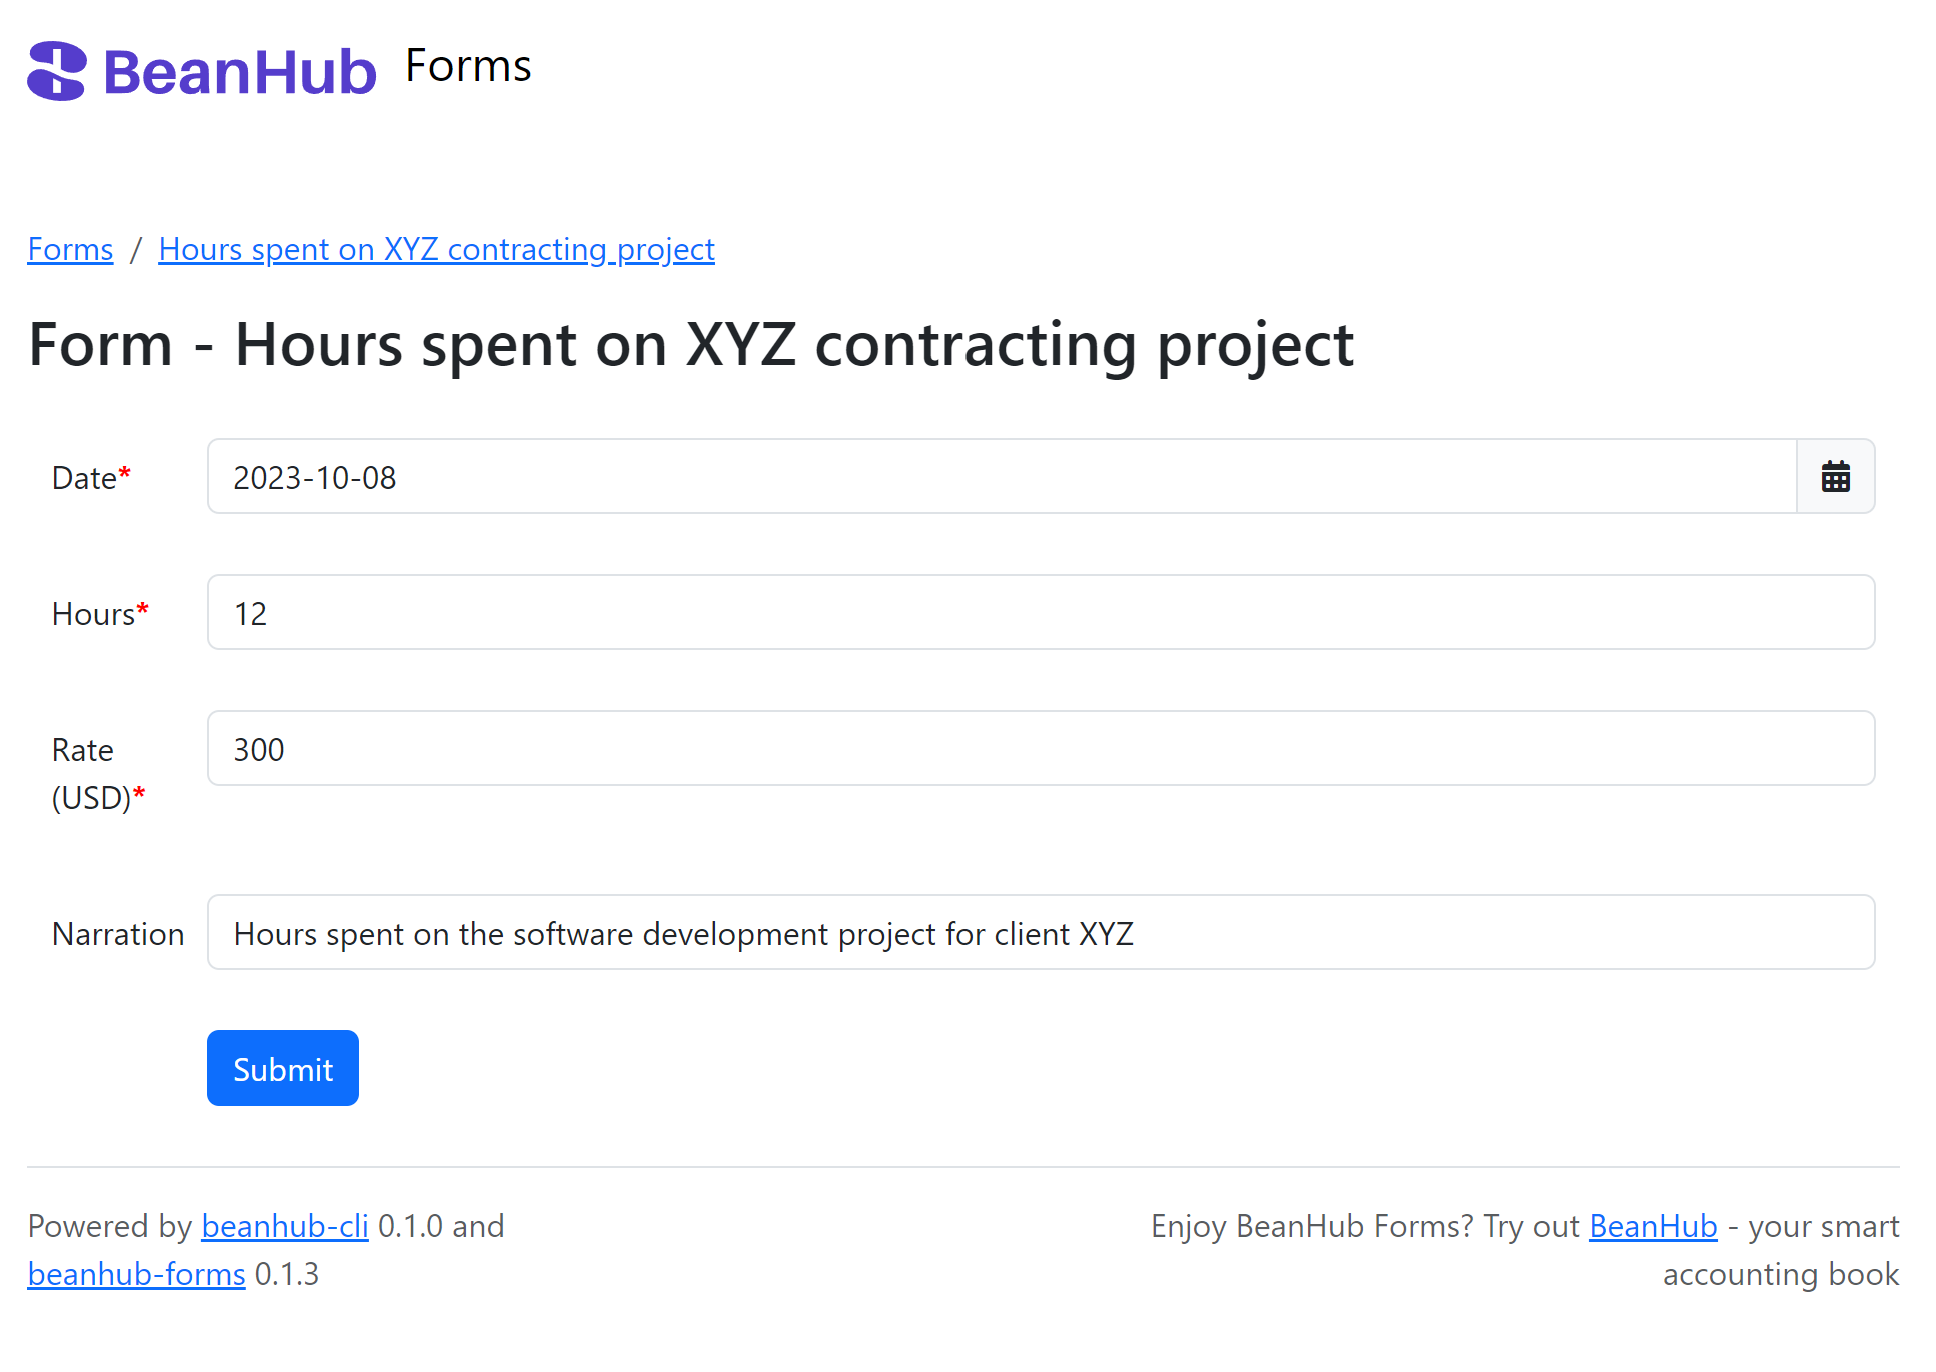 BeanHub Forms
Forms / Hours spent on XYZ contracting project
Form - Hours spent on XYZ contracting project
Date* 2023-10-08
Hours* 12
Rate 300
(USD)*
Narration Hours spent on the software development project for client XYZ
Submit
Powered by beanhub-cli 0.1.0 and
beanhub-forms 0.1.3
Enjoy BeanHub Forms? Try out BeanHub - your smart
accounting book